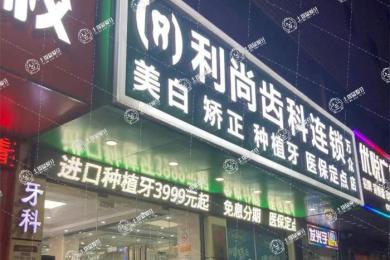 (R) 利尚齿科连锁 万众
美白 矫正 种植牙 医保定点
进口种植牙3999元起 免息分期 医保定点
牙科